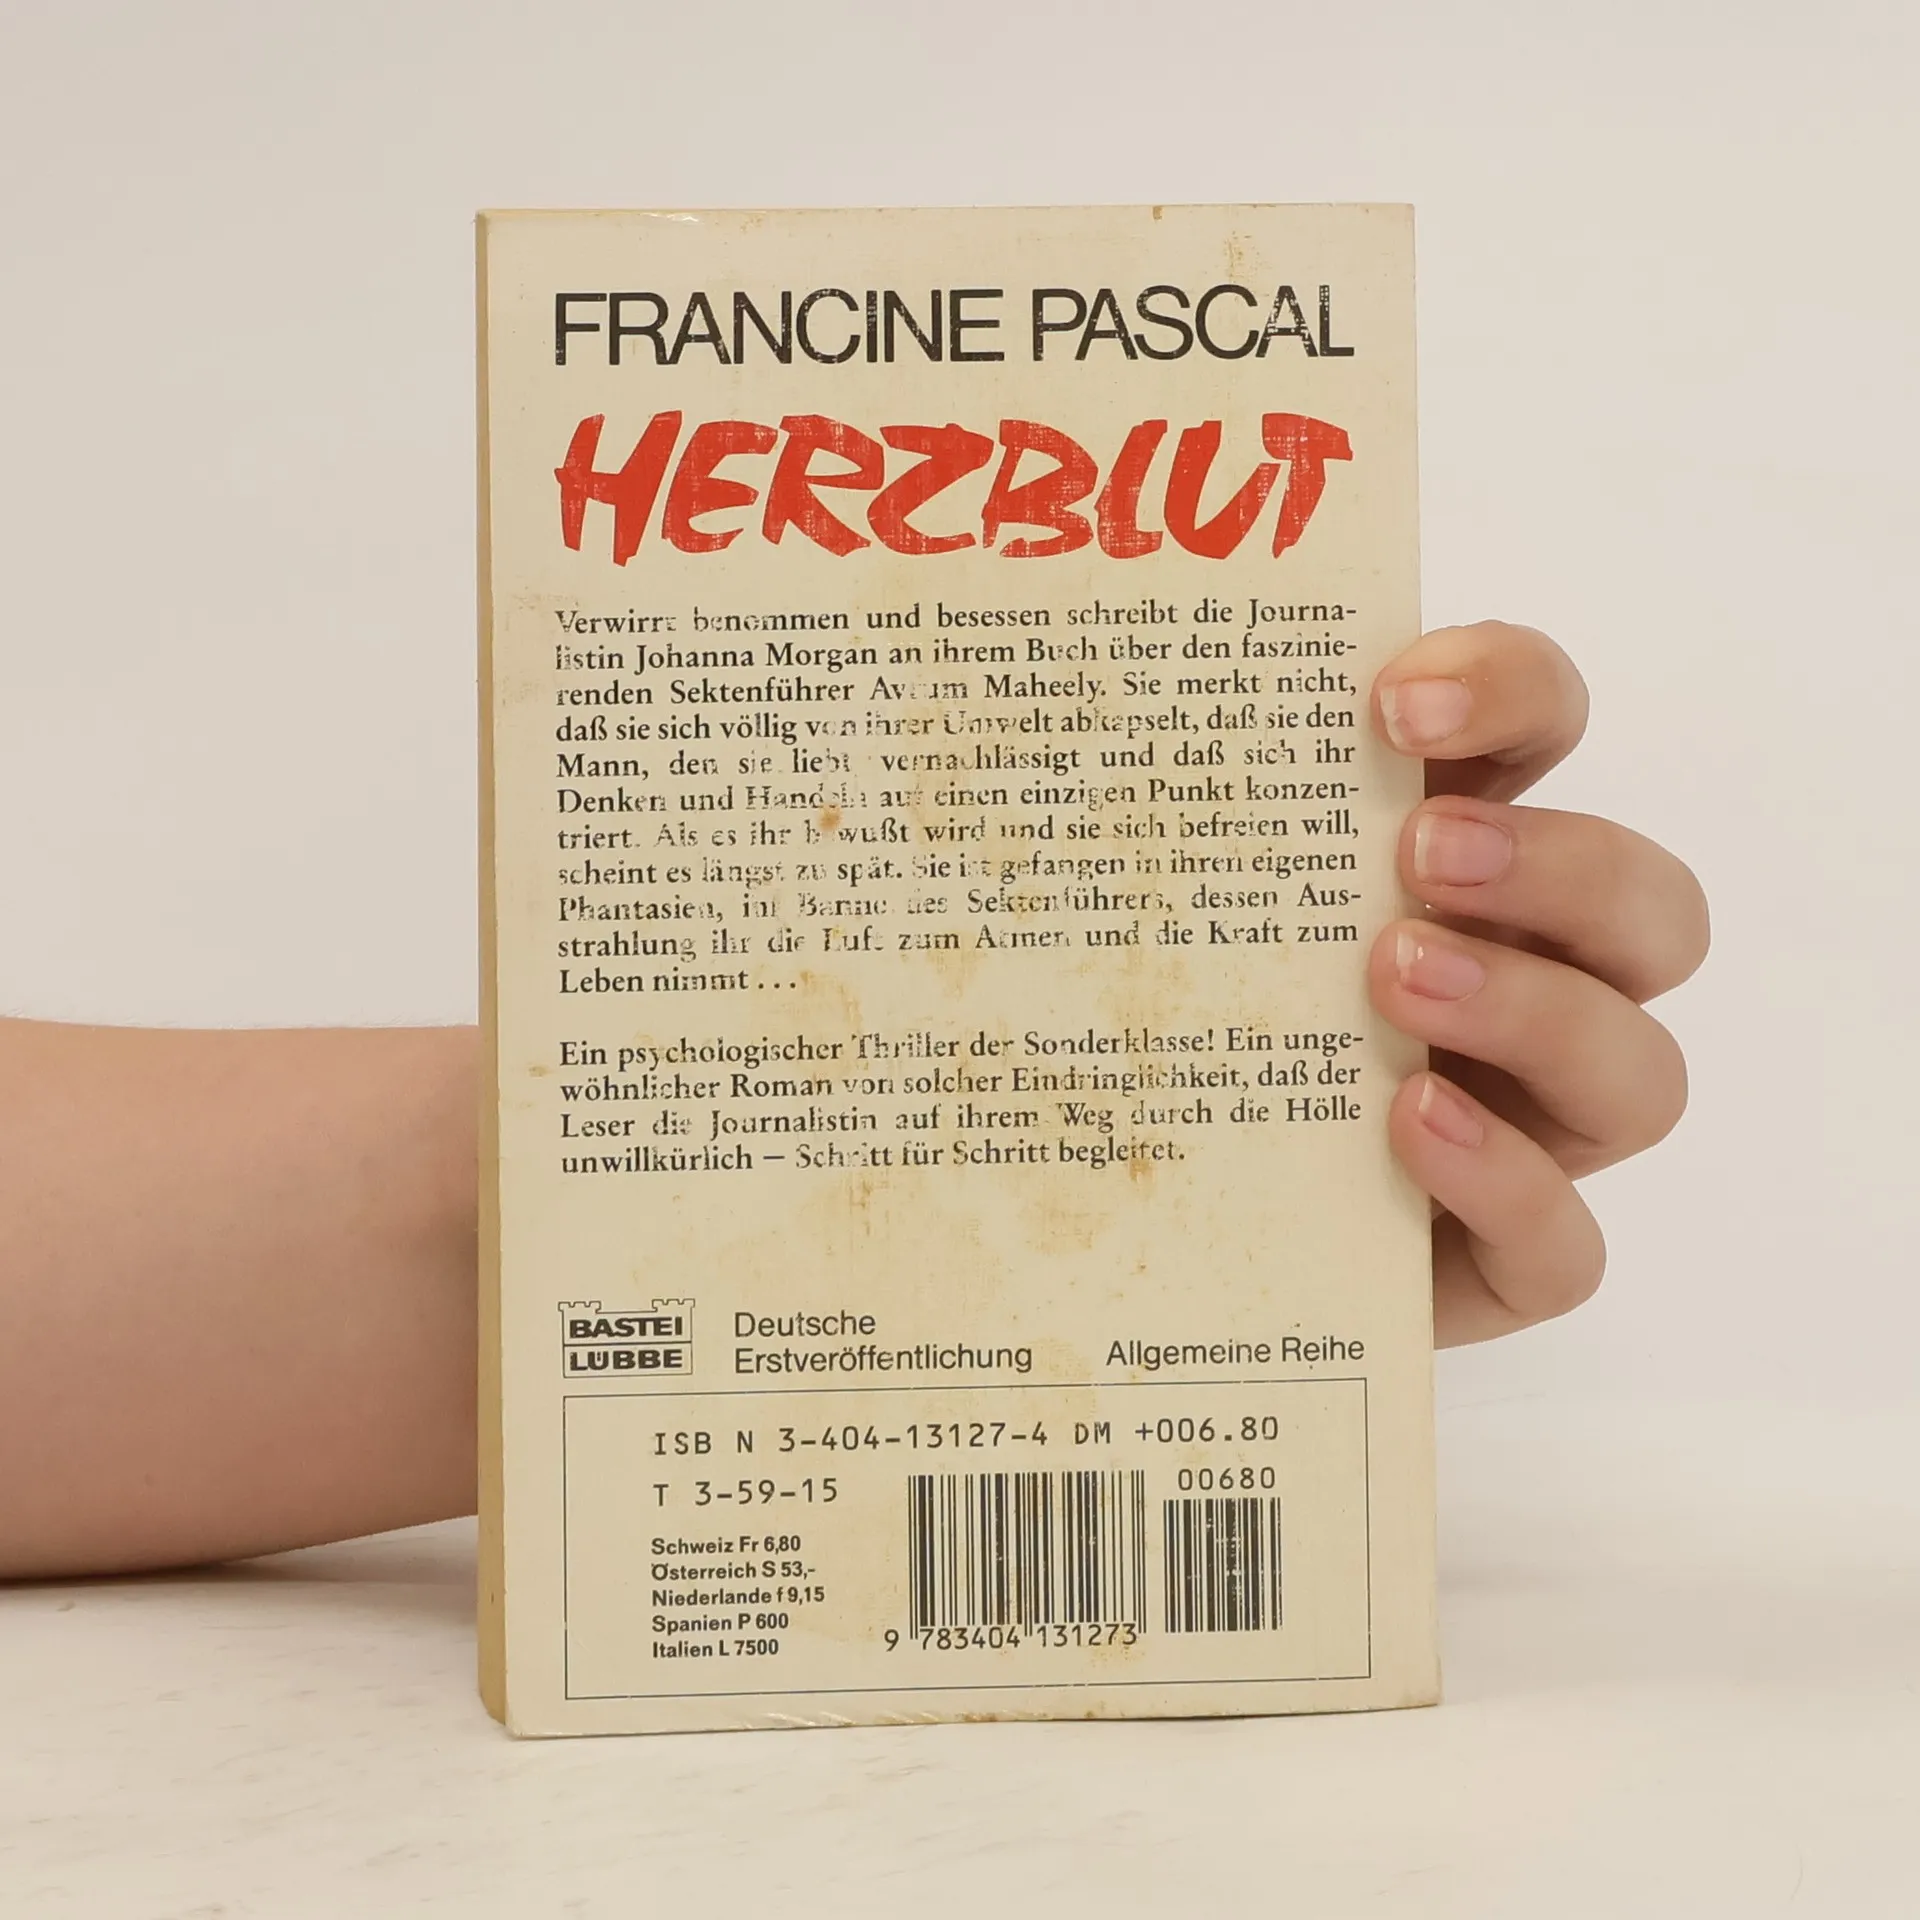 FRANCINE PASCAL
HERZBLUT
Verwirrt benommen und besessen schreibt die Journa-
listin Johanna Morgan an ihrem Buch über den faszinie-
renden Sektenführer Avrum Maheely. Sie merkt nicht,
daß sie sich völlig von ihrer Umwelt abkapselt, daß sie den
Mann, den sie liebt vernachlässigt und daß sich ihr
Denken und Handeln auf einen einzigen Punkt konzen-
triert. Als es ihr bewußt wird und sie sich befreien will,
scheint es längst zu spät. Sie ist gefangen in ihren eigenen
Phantasien, im Banne des Sektenführers, dessen Aus-
strahlung ihr die Luft zum Atmen und die Kraft zum
Leben nimmt . . .
Ein psychologischer Thriller der Sonderklasse! Ein unge-
wöhnlicher Roman von solcher Eindringlichkeit, daß der
Leser die Journalistin auf ihrem Weg durch die Hölle
unwillkürlich – Schritt für Schritt begleitet.
BASTEI
LÜBBE
Deutsche
Erstveröffentlichung
Allgemeine Reihe
ISB N 3-404-13127-4 DM +006.80
T 3-59-15
00680
Schweiz Fr 6,80
Österreich S 53,-
Niederlande f 9,15
Spanien P 600
Italien L 7500
9 783404 131273